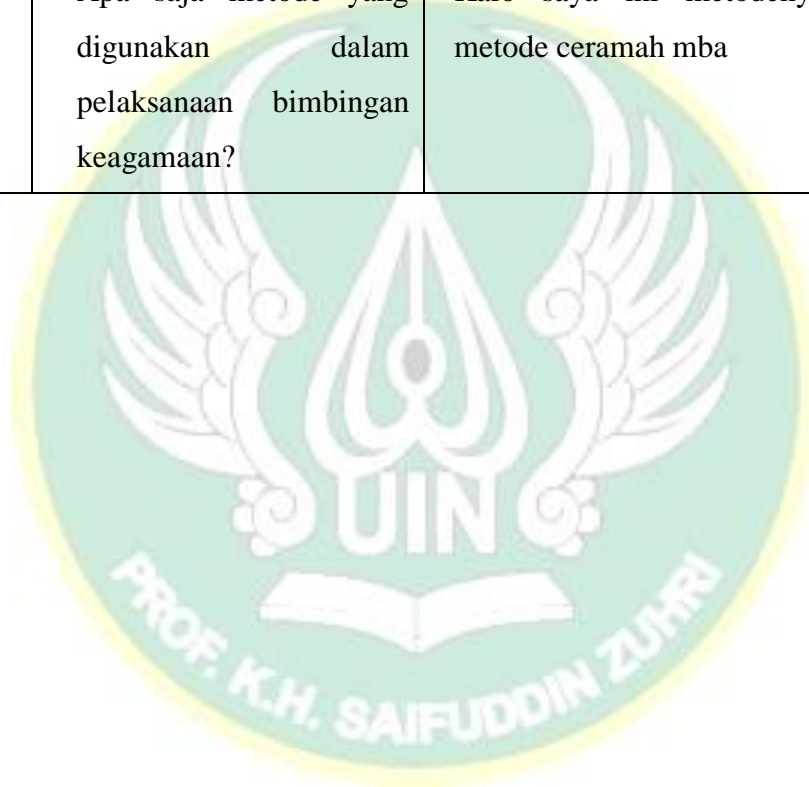 Apa saja metode yang
digunakan dalam
pelaksanaan bimbingan
keagamaan?
Kalo saya ini
metode ceramah mba
UIN
PROF. K.H. SAIFUDDIN ZUHRI